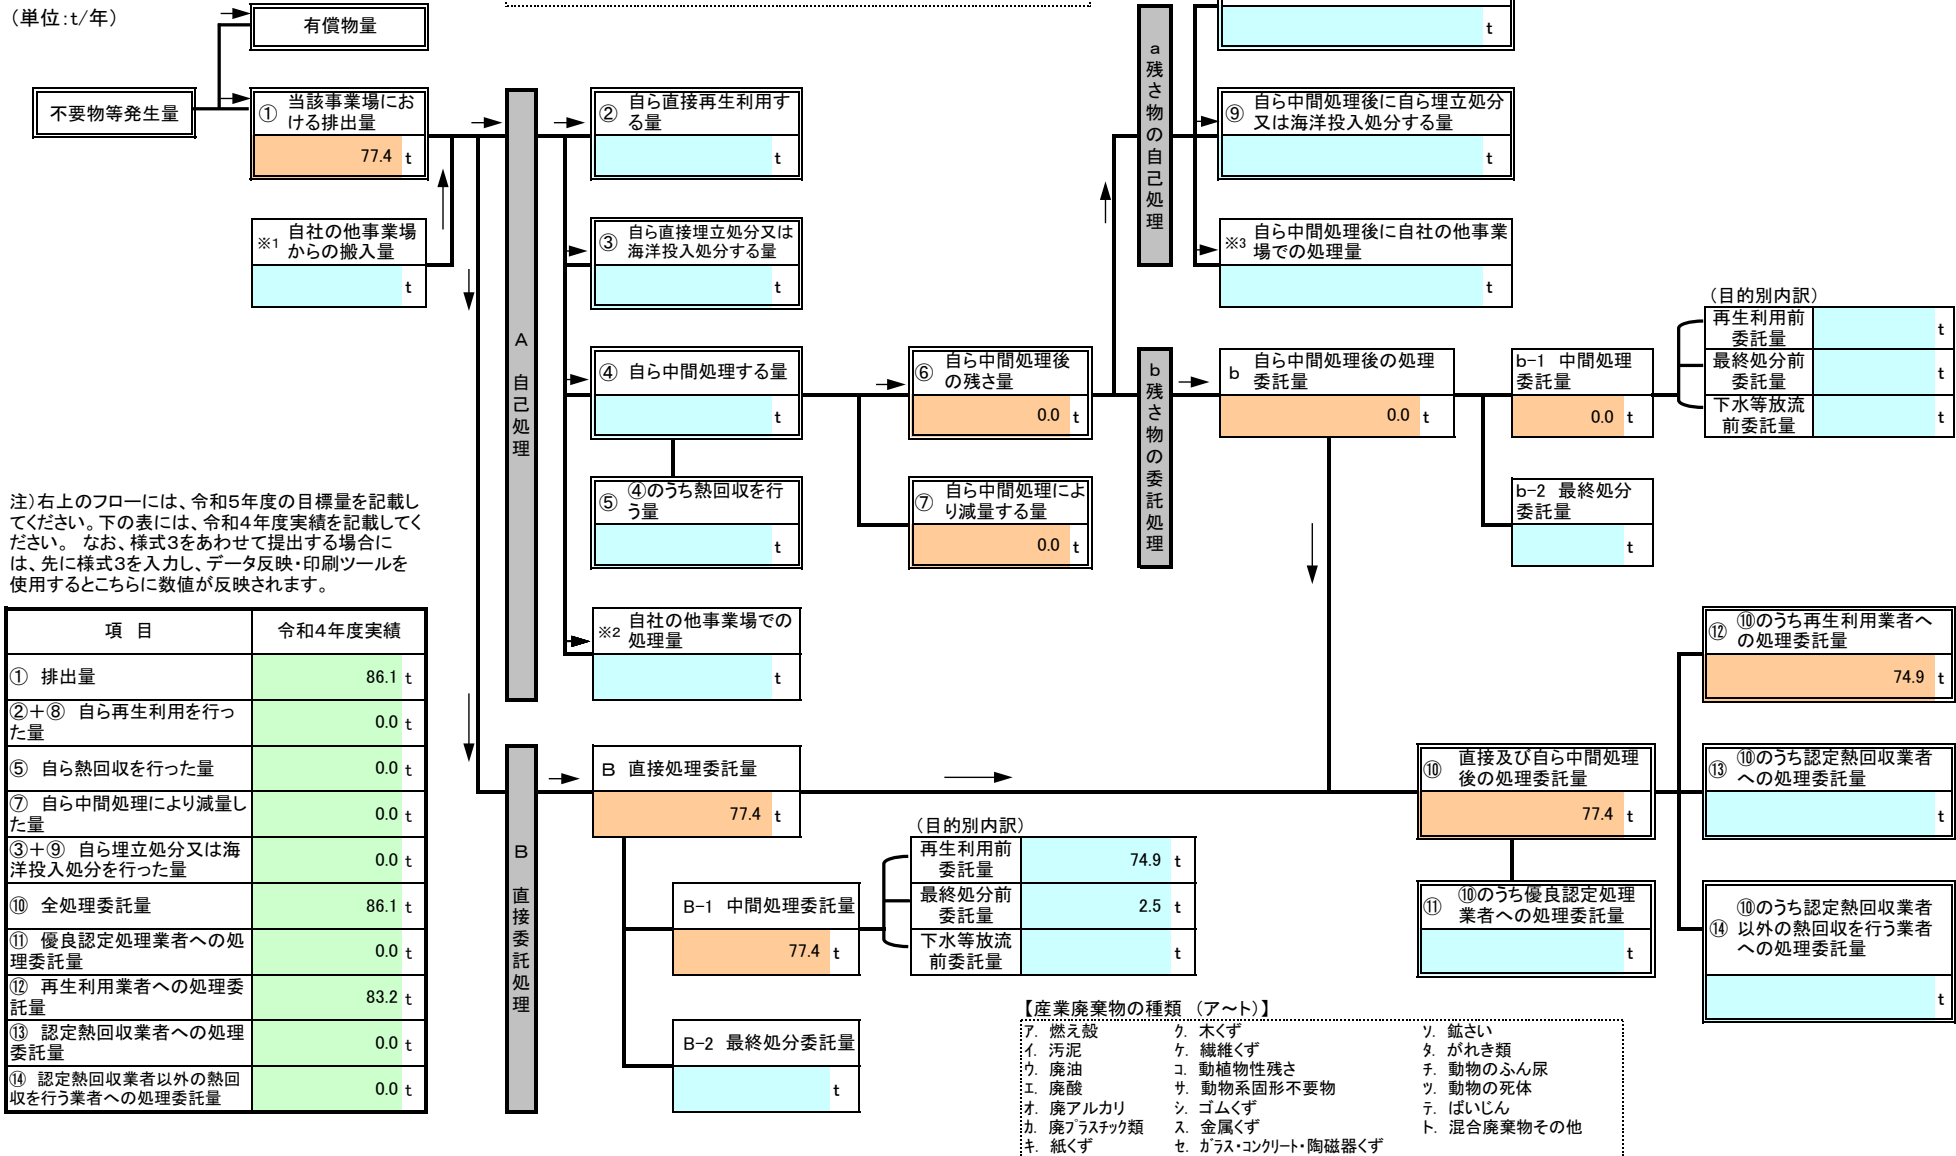 (単位:t/年)
有償物量
不要物等発生量
① 当該事業場にお
ける排出量
77.4 t
※1 自社の他事業場
からの搬入量
t
A 自己処理
② 自ら直接再生利用す
る量
t
③ 自ら直接埋立処分又は
海洋投入処分する量
t
④ 自ら中間処理する量
t
⑤ ④のうち熱回収を行
う量
t
※2 自社の他事業場での
処理量
t
⑥ 自ら中間処理後
の残さ量
0.0 t
⑦ 自ら中間処理によ
り減量する量
0.0 t
a 残さ物の自己処理
t
⑨ 自ら中間処理後に自ら埋立処分
又は海洋投入処分する量
t
※3 自ら中間処理後に自社の他事業
場での処理量
t
b 残さ物の委託処理
b 自ら中間処理後の処理
委託量
0.0 t
b-1 中間処理
委託量
0.0 t
b-2 最終処分
委託量
t
(目的別内訳)
再生利用前
委託量
t
最終処分前
委託量
t
下水等放流
前委託量
t
注)右上のフローには、令和5年度の目標量を記載し
てください。下の表には、令和4年度実績を記載してく
ださい。 なお、様式3をあわせて提出する場合に
は、先に様式3を入力し、データ反映・印刷ツールを
使用するとこちらに数値が反映されます。
項 目 令和4年度実績
① 排出量 86.1 t
②+⑧ 自ら再生利用を行っ
た量 0.0 t
⑤ 自ら熱回収を行った量 0.0 t
⑦ 自ら中間処理により減量し
た量 0.0 t
③+⑨ 自ら埋立処分又は海
洋投入処分を行った量 0.0 t
⑩ 全処理委託量 86.1 t
⑪ 優良認定処理業者への処
理委託量 0.0 t
⑫ 再生利用業者への処理委
託量 83.2 t
⑬ 認定熱回収業者への処理
委託量 0.0 t
⑭ 認定熱回収業者以外の熱回
収を行う業者への処理委託量 0.0 t
B 直接委託処理
B 直接処理委託量
77.4 t
B-1 中間処理委託量
77.4 t
B-2 最終処分委託量
t
(目的別内訳)
再生利用前
委託量
74.9 t
最終処分前
委託量
2.5 t
下水等放流
前委託量
t
⑩ 直接及び自ら中間処理
後の処理委託量
77.4 t
⑪ ⑩のうち優良認定処理
業者への処理委託量
t
⑫ ⑩のうち再生利用業者へ
の処理委託量
74.9 t
⑬ ⑩のうち認定熱回収業者
への処理委託量
t
⑭ ⑩のうち認定熱回収業者
以外の熱回収を行う業者
への処理委託量
t
【産業廃棄物の種類 (ア~ト)】
ア. 燃え殻 ク. 木くず ソ. 鉱さい
イ. 汚泥 ケ. 繊維くず タ. がれき類
ウ. 廃油 コ. 動植物性残さ チ. 動物のふん尿
エ. 廃酸 サ. 動物系固形不要物 ツ. 動物の死体
オ. 廃アルカリ シ. ゴムくず テ. ばいじん
カ. 廃プラスチック類 ス. 金属くず ト. 混合廃棄物その他
キ. 紙くず セ. ガラス・コンクリート・陶磁器くず